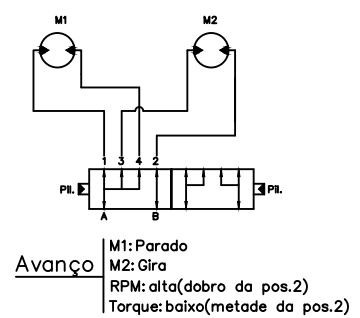 M1 M2
1 3 4 2
Pil. Pil.
A B
Avanço
M1: Parado
M2: Gira
RPM: alta(dobro da pos.2)
Torque: baixo(metade da pos.2)